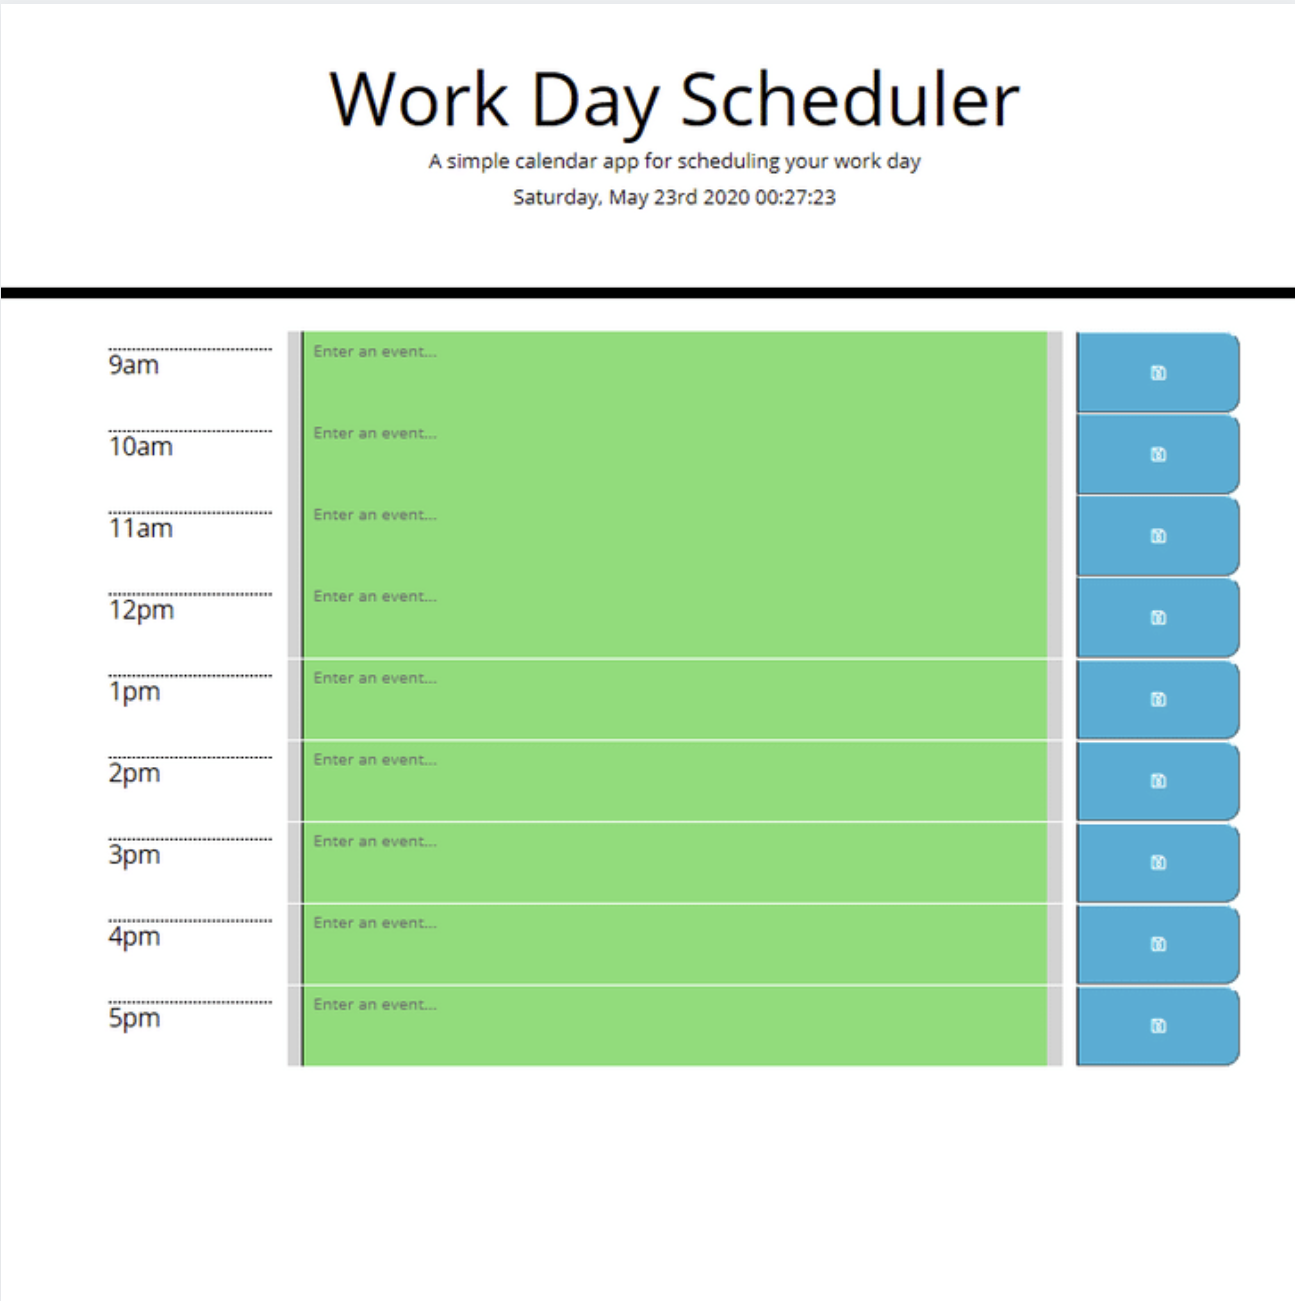 Work Day Scheduler
A simple calendar app for scheduling your work day
Saturday, May 23rd 2020 00:27:23
9am
Enter an event...
10am
Enter an event...
11am
Enter an event...
12pm
Enter an event...
1pm
Enter an event...
2pm
Enter an event...
3pm
Enter an event...
4pm
Enter an event...
5pm
Enter an event...